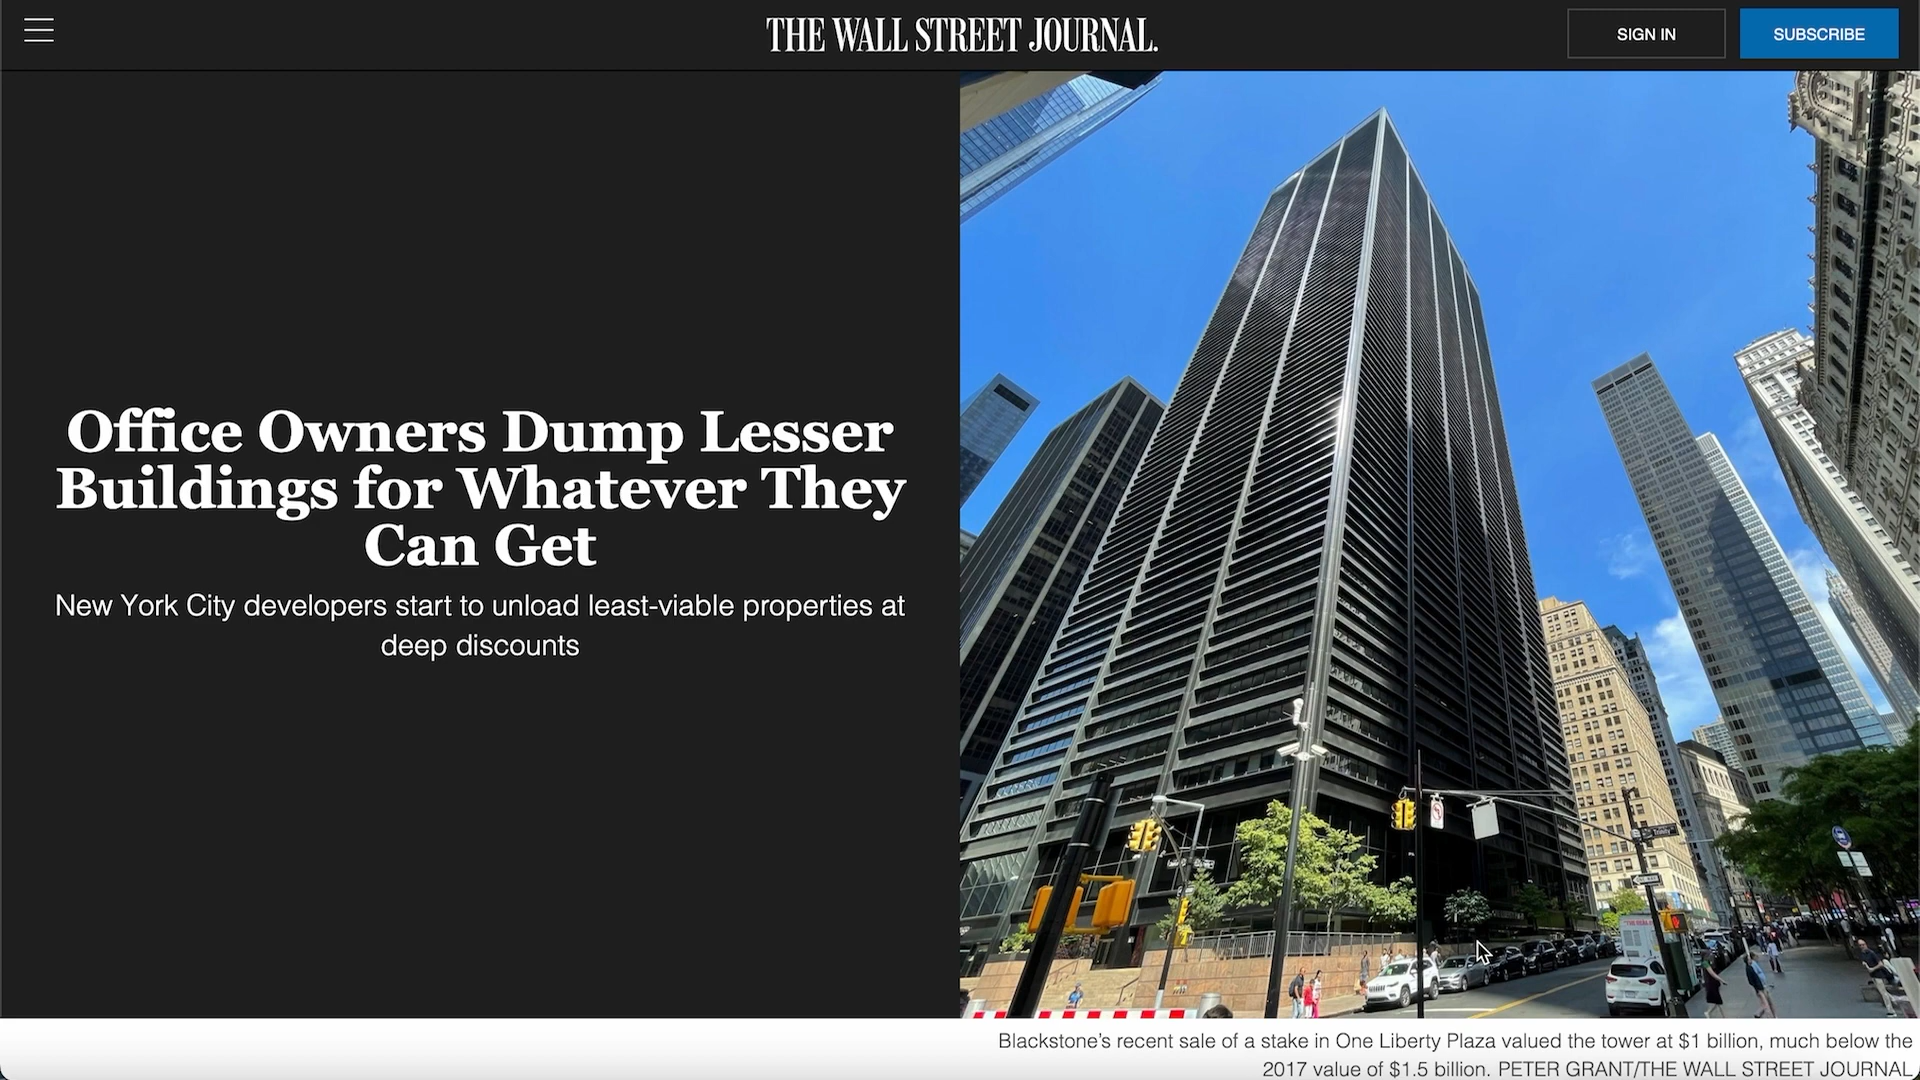 THE WALL STREET JOURNAL.
SIGN IN
SUBSCRIBE
Office Owners Dump Lesser
Buildings for Whatever They
Can Get
New York City developers start to unload least-viable properties at
deep discounts
Blackstone’s recent sale of a stake in One Liberty Plaza valued the tower at $1 billion, much below the
2017 value of $1.5 billion. PETER GRANT/THE WALL STREET JOURNAL